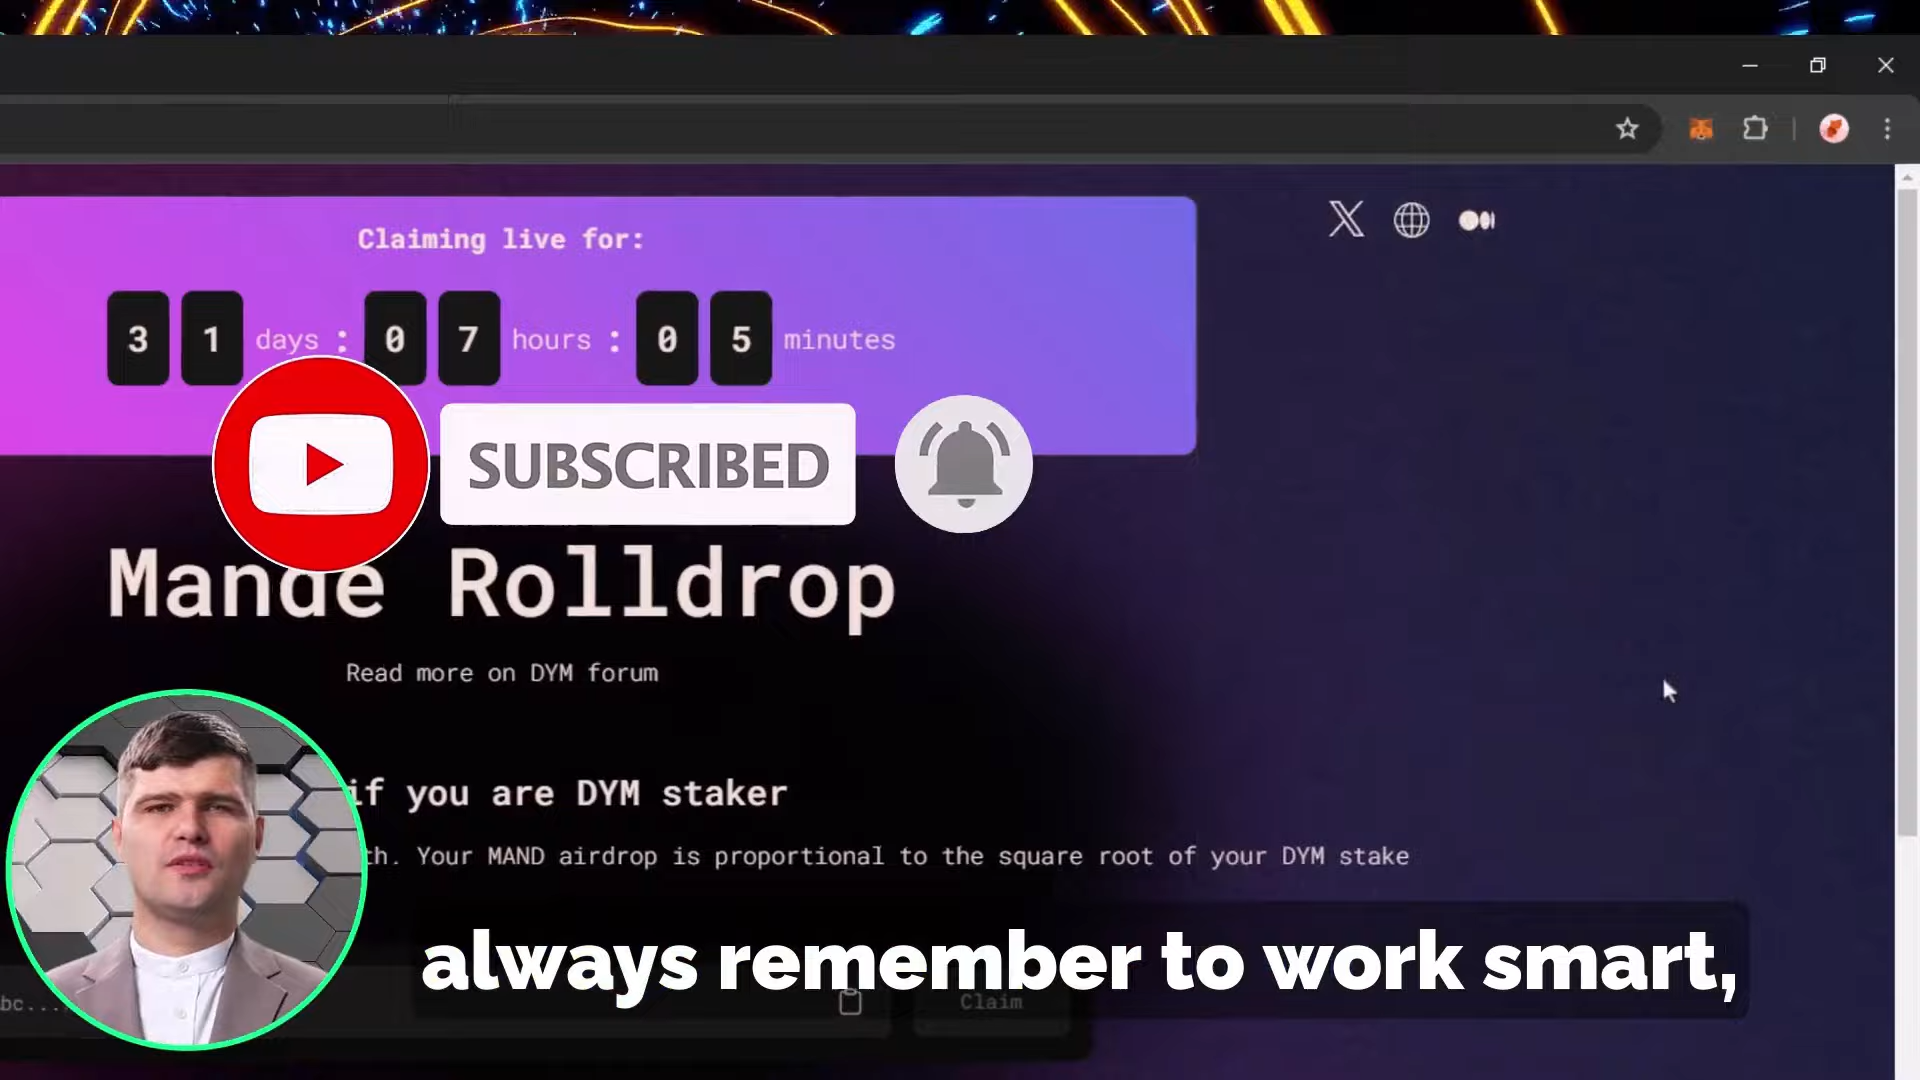 Claiming live for:
3 1 days : 0 7 hours : 0 5 minutes
SUBSCRIBED
Mande Rolldrop
Read more on DYM forum
if you are DYM staker
th. Your MAND airdrop is proportional to the square root of your DYM stake
always remember to work smart,
bc...
Claim